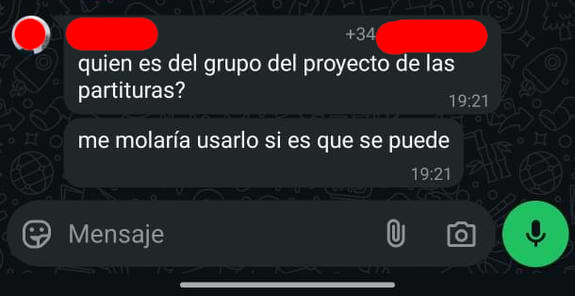 +34
quien es del grupo del proyecto de las
partituras?
19:21
me molaría usarlo si es que se puede
19:21
Mensaje